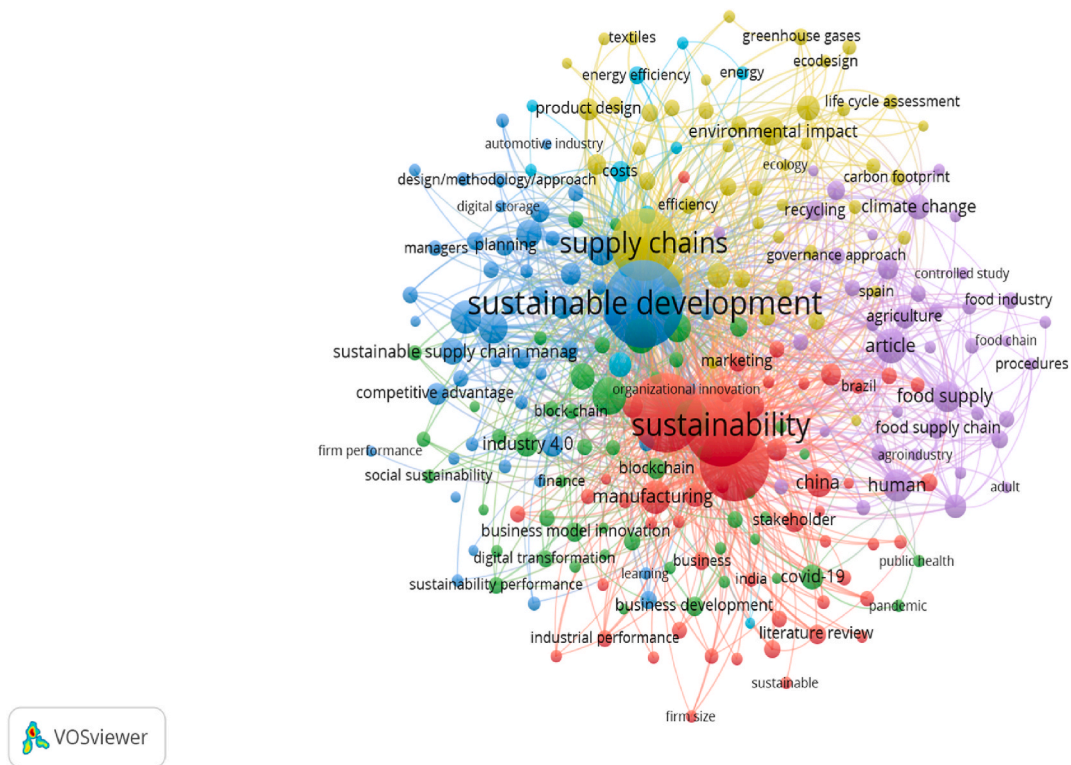 textiles
greenhouse gases
ecodesign
energy efficiency
energy
product design
life cycle assessment
environmental impact
automotive industry
ecology
costs
carbon footprint
design/methodology/approach
digital storage
efficiency
recycling
climate change
managers
planning
supply chains
governance approach
controlled study
spain
food industry
sustainable development
agriculture
food chain
article
sustainable supply chain manag
marketing
procedures
competitive advantage
organizational innovation
brazil
food supply
block-chain
sustainability
food supply chain
industry 4.0
firm performance
agroindustry
social sustainability
blockchain
finance
china
human
adult
manufacturing
stakeholder
business model innovation
digital transformation
business
public health
learning
india
covid-19
sustainability performance
business development
pandemic
industrial performance
literature review
sustainable
firm size
VOSviewer